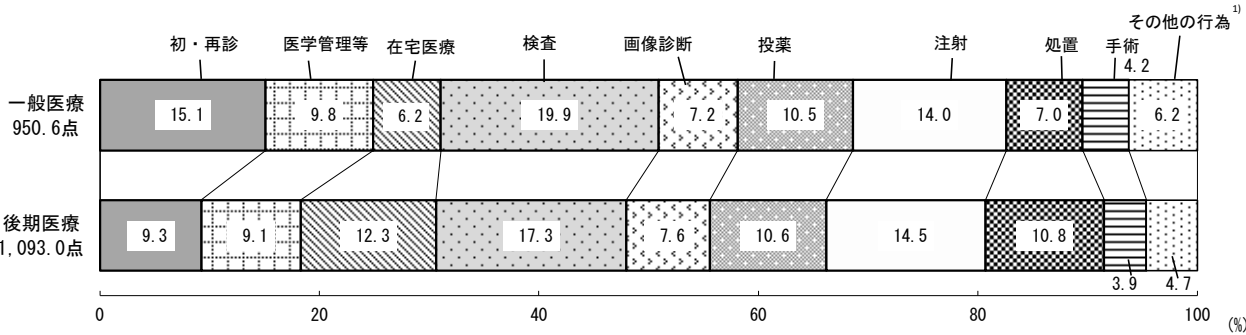 その他の行為 1)
初・再診 医学管理等 在宅医療 検査 画像診断 投薬 注射 処置 手術
4.2
一般医療
950.6点
15.1 9.8 6.2 19.9 7.2 10.5 14.0 7.0 6.2
後期医療
1,093.0点
9.3 9.1 12.3 17.3 7.6 10.6 14.5 10.8
3.9 4.7
0 20 40 60 80 100
(%)